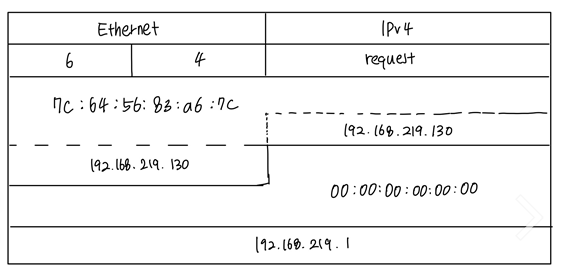 Ethernet IPv4
6 4 request
7c:64:56:83:a6:7c
192.168.219.130
192.168.219.130
00:00:00:00:00:00
192.168.219.1